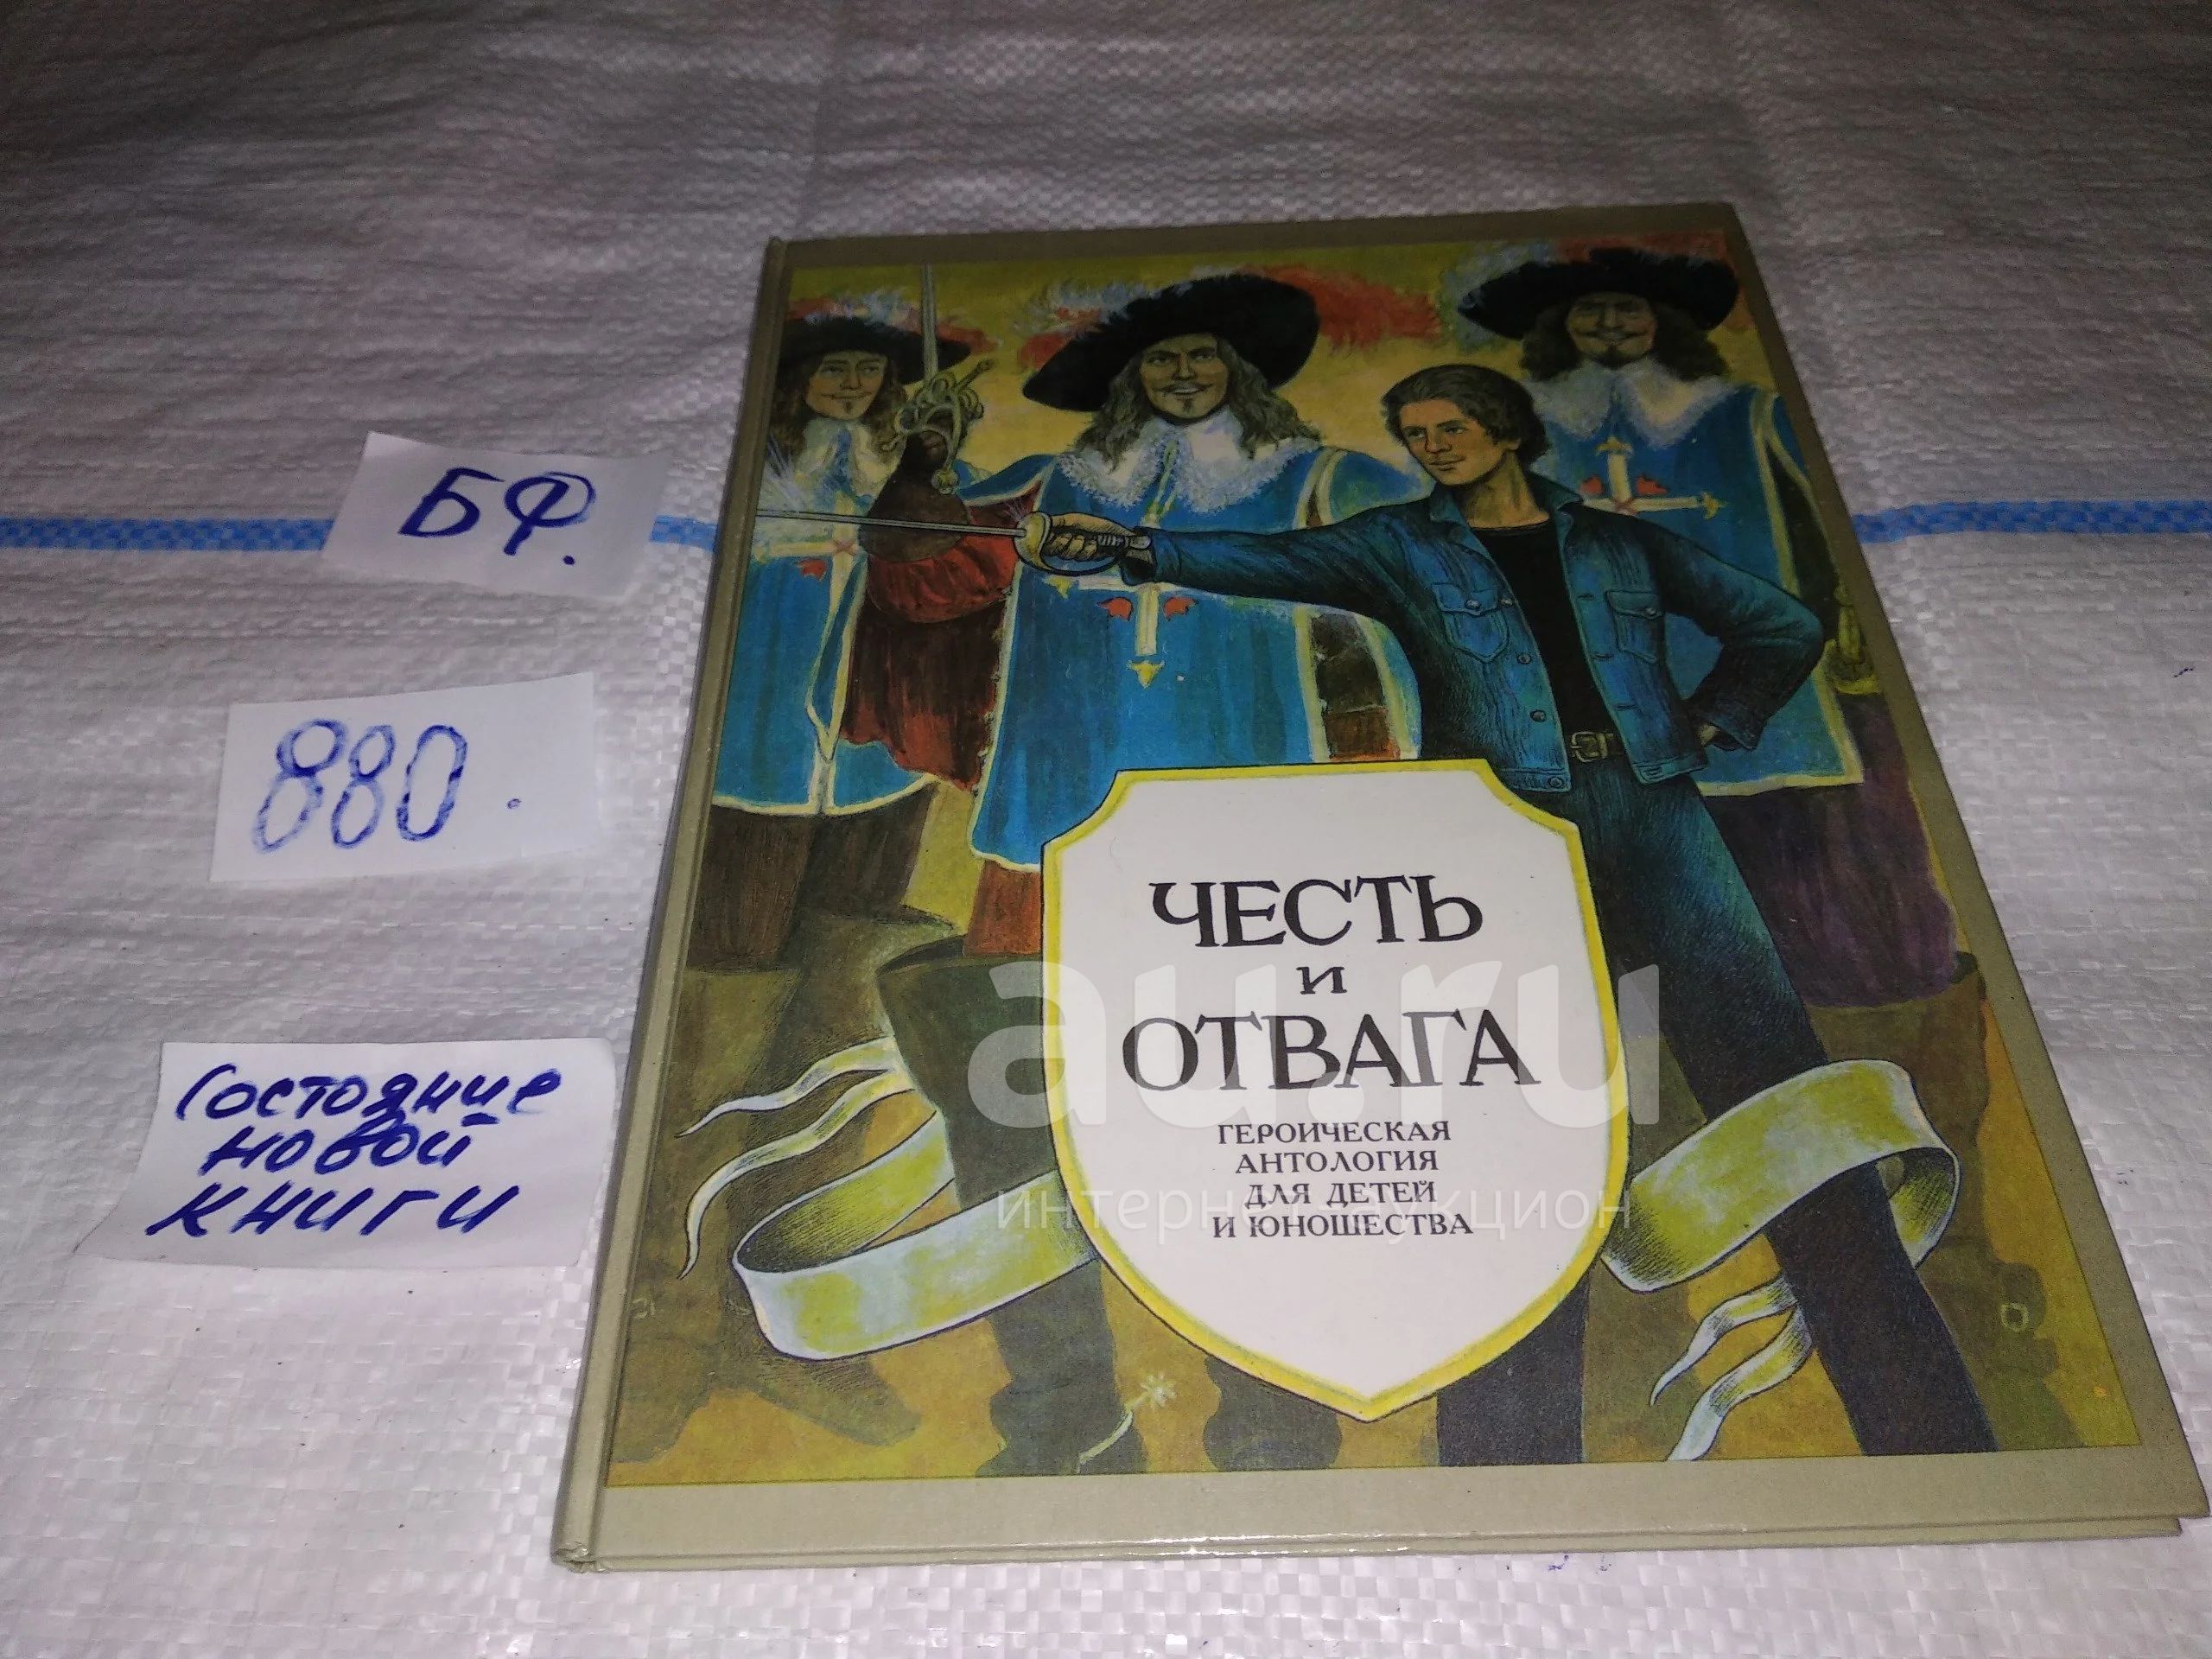 БФ.
880.
Состояние
новой
книги
ЧЕСТЬ
И
ОТВАГА
ГЕРОИЧЕСКАЯ
АНТОЛОГИЯ
ДЛЯ ДЕТЕЙ
И ЮНОШЕСТВА
au.ru
интернет-аукцион